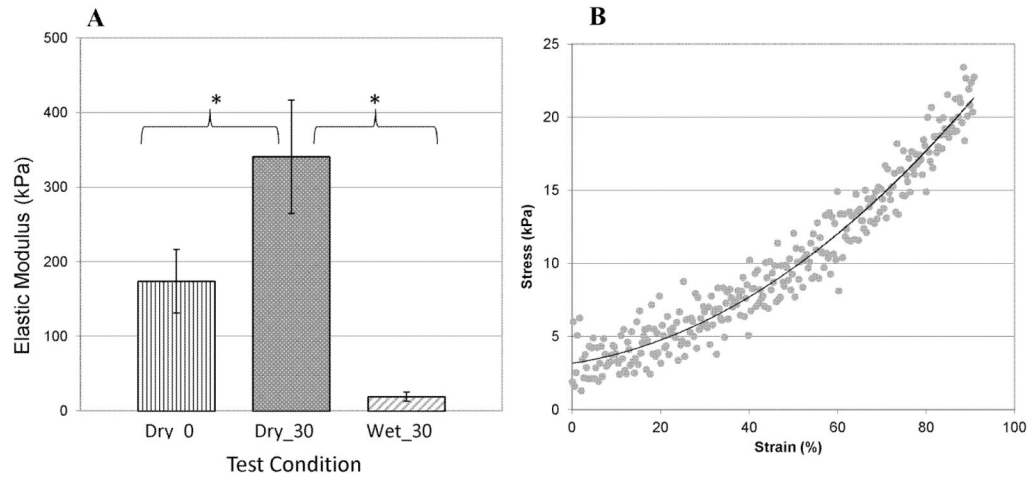 A
500
400
300
200
100
0
Elastic Modulus (kPa)
*
*
Dry_0
Dry_30
Wet_30
Test Condition
B
25
20
15
10
5
0
Stress (kPa)
0 20 40 60 80 100
Strain (%)